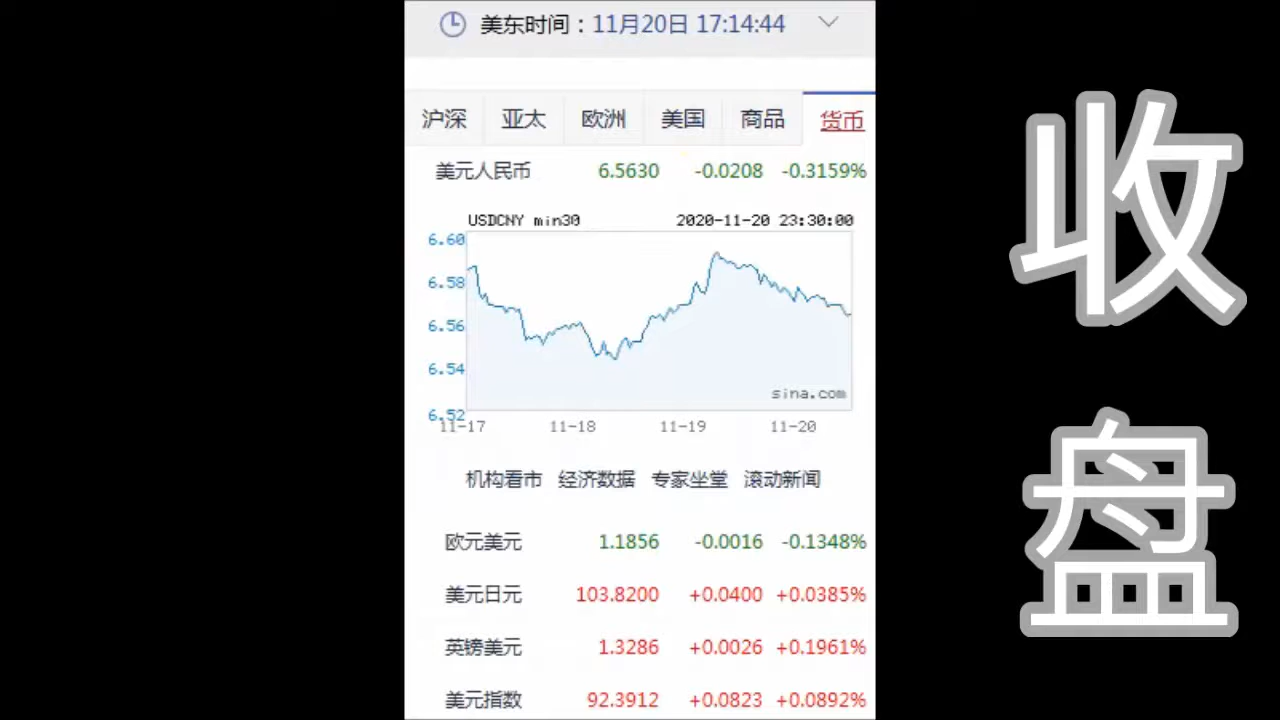 美东时间：11月20日 17:14:44
沪深 亚太 欧洲 美国 商品 货币
美元人民币 6.5630 -0.0208 -0.3159%
USDCNY min30 2020-11-20 23:30:00
6.60
6.58
6.56
6.54
6.52
sina.com
11-17 11-18 11-19 11-20
机构看市 经济数据 专家坐堂 滚动新闻
欧元美元 1.1856 -0.0016 -0.1348%
美元日元 103.8200 +0.0400 +0.0385%
英镑美元 1.3286 +0.0026 +0.1961%
美元指数 92.3912 +0.0823 +0.0892%
收
盘